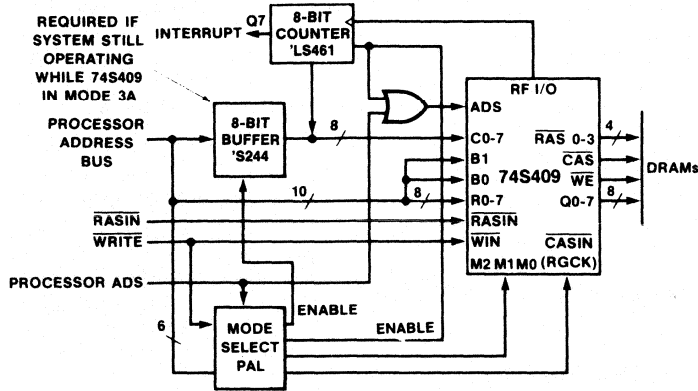 REQUIRED IF
SYSTEM STILL
OPERATING
WHILE 74S409
IN MODE 3A
INTERRUPT
Q7
8-BIT
COUNTER
'LS461
PROCESSOR
ADDRESS
BUS
8-BIT
BUFFER
'S244
8
10
8
RASIN
WRITE
PROCESSOR ADS
6
MODE
SELECT
PAL
ENABLE
ENABLE
RF I/O
ADS
C0-7
B1
B0
R0-7
RASIN
WIN
74S409
RAS 0-3
CAS
WE
Q0-7
CASIN
M2 M1 M0 (RGCK)
4
8
DRAMs